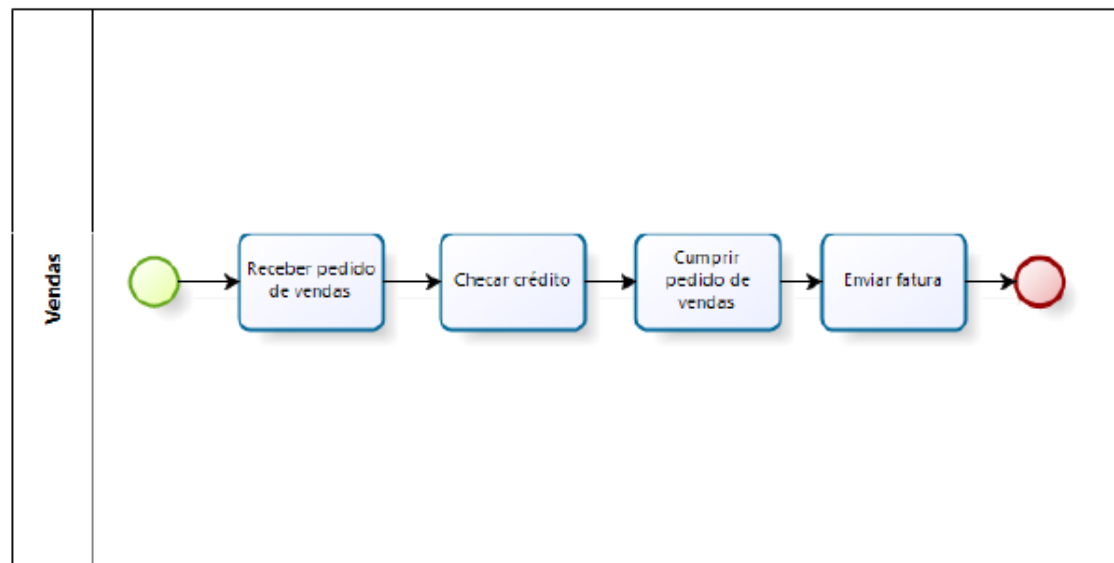 Vendas
Receber pedido
de vendas
Checar crédito
Cumprir
pedido de
vendas
Enviar fatura